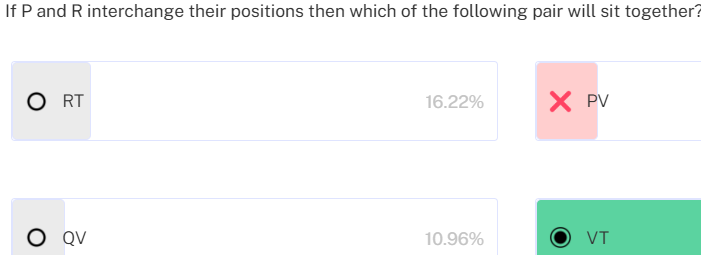 If P and R interchange their positions then which of the following pair will sit together?
RT 16.22% PV
QV 10.96% VT